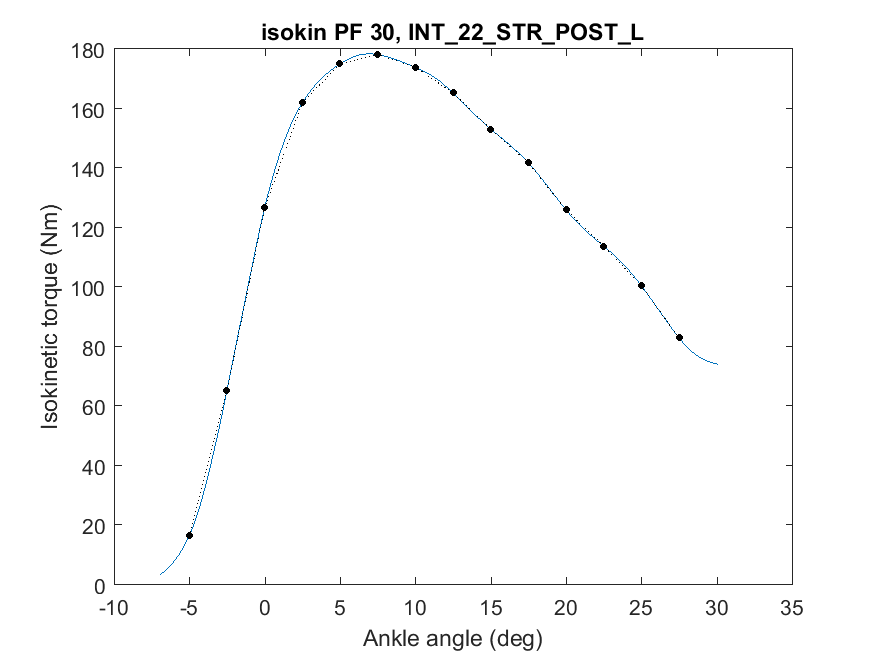 isokin PF 30, INT_22_STR_POST_L
180
160
140
120
100
80
60
40
20
0
Isokinetic torque (Nm)
-10 -5 0 5 10 15 20 25 30 35
Ankle angle (deg)